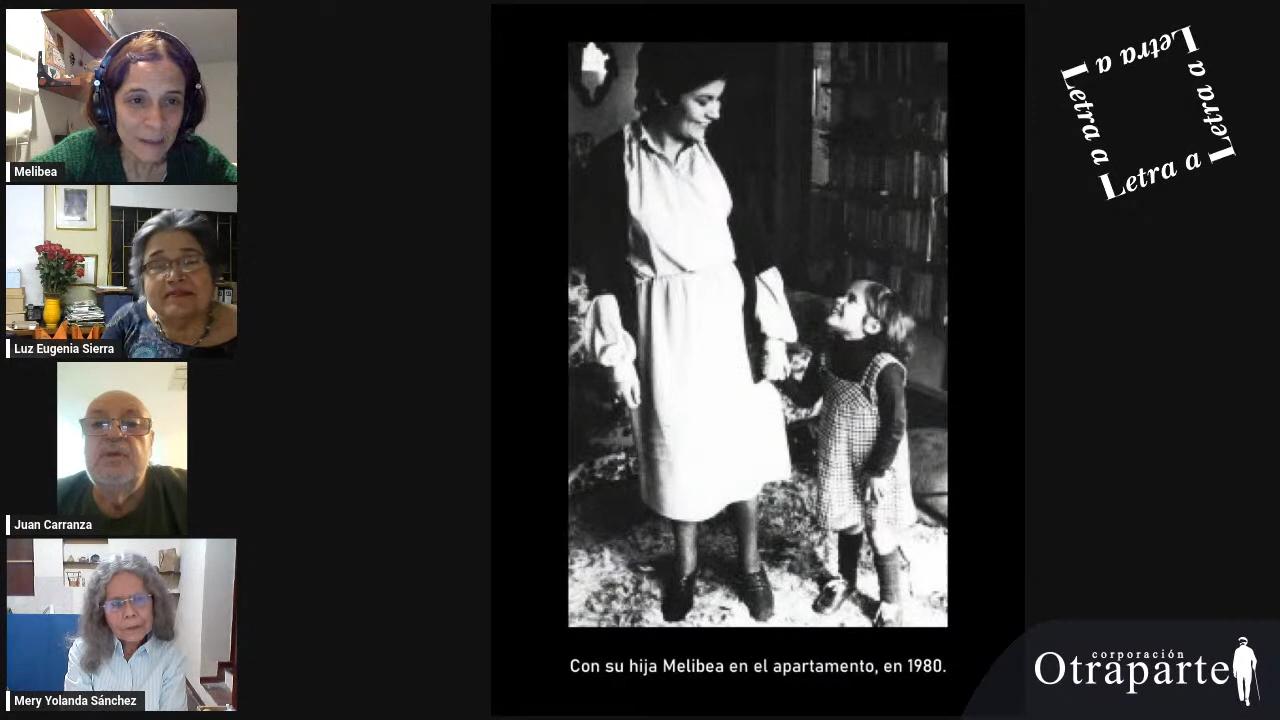 Melibea
Luz Eugenia Sierra
Juan Carranza
Mery Yolanda Sánchez
Con su hija Melibea en el apartamento, en 1980.
Letra a
Letra a
Letra a
Letra a
corporación
Otraparte